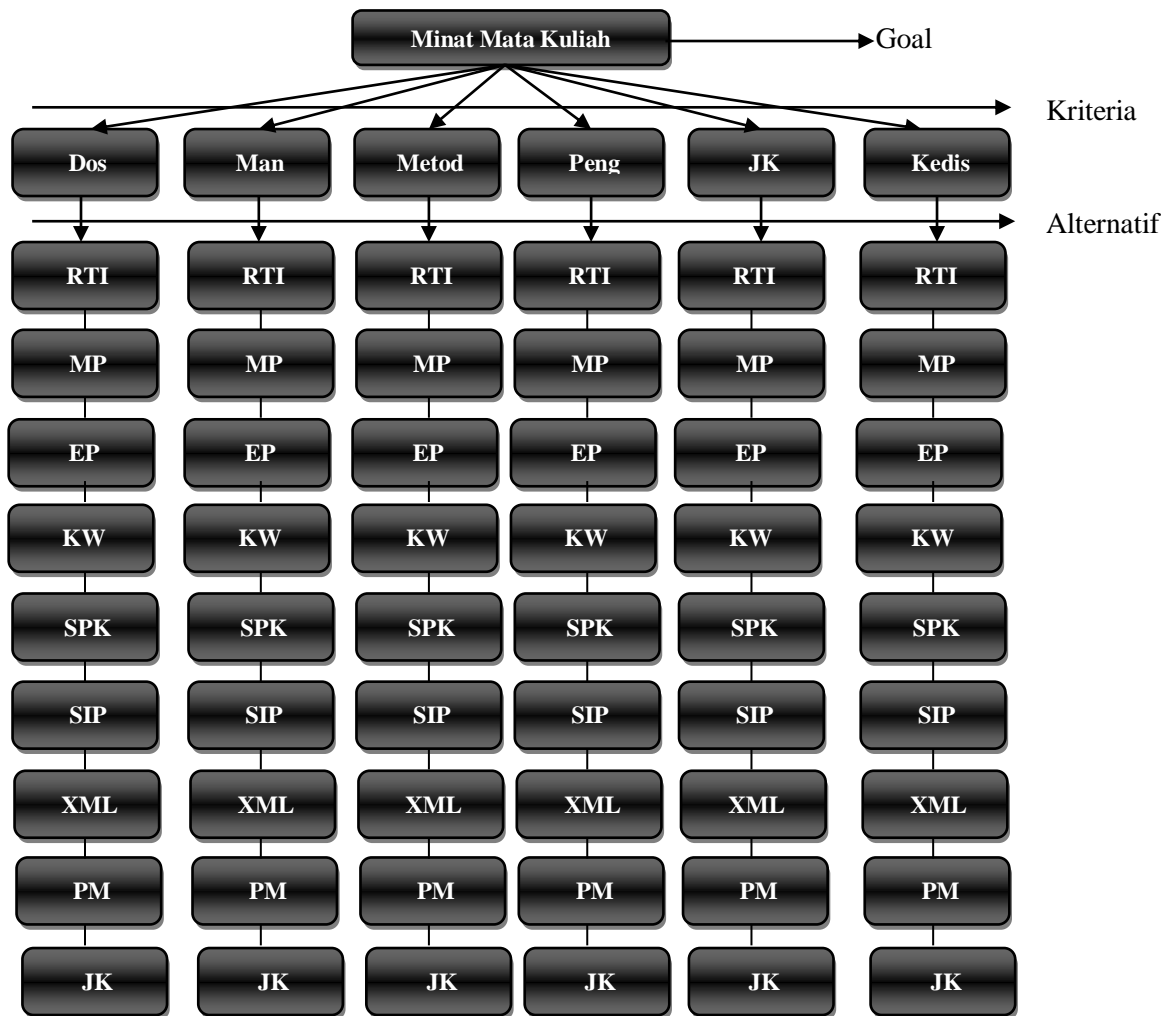 Minat Mata Kuliah
Goal
Kriteria
Dos Man Metod Peng JK Kedis
Alternatif
RTI RTI RTI RTI RTI RTI
MP MP MP MP MP MP
EP EP EP EP EP EP
KW KW KW KW KW KW
SPK SPK SPK SPK SPK SPK
SIP SIP SIP SIP SIP SIP
XML XML XML XML XML XML
PM PM PM PM PM PM
JK JK JK JK JK JK